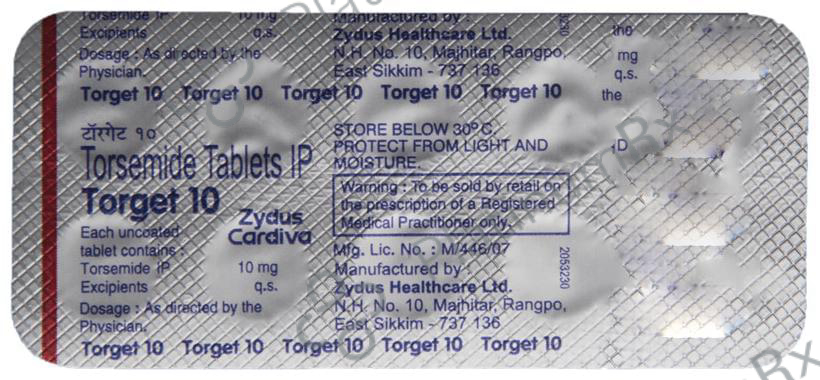 Torsemide IP 10 mg
Excipients q.s.
Dosage : As directed by the
Physician.
Manufactured by :
Zydus Healthcare Ltd.
N.H. No. 10, Majhitar, Rangpo,
East Sikkim - 737 136
the
mg
q.s.
the
Torget 10 Torget 10 Torget 10 Torget 10 Torget 10
टॉरगेट १०
Torsemide Tablets IP
Torget 10
Zydus
Cardiva
Each uncoated
tablet contains :
Torsemide IP 10 mg
Excipients q.s.
Dosage : As directed by the
Physician.
STORE BELOW 30°C.
PROTECT FROM LIGHT AND
MOISTURE.
Warning : To be sold by retail on
the prescription of a Registered
Medical Practitioner only.
Mfg. Lic. No. : M/446/07
Manufactured by :
Zydus Healthcare Ltd.
N.H. No. 10, Majhitar, Rangpo,
East Sikkim - 737 136
2053230
Torget 10 Torget 10 Torget 10 Torget 10 Torget 10